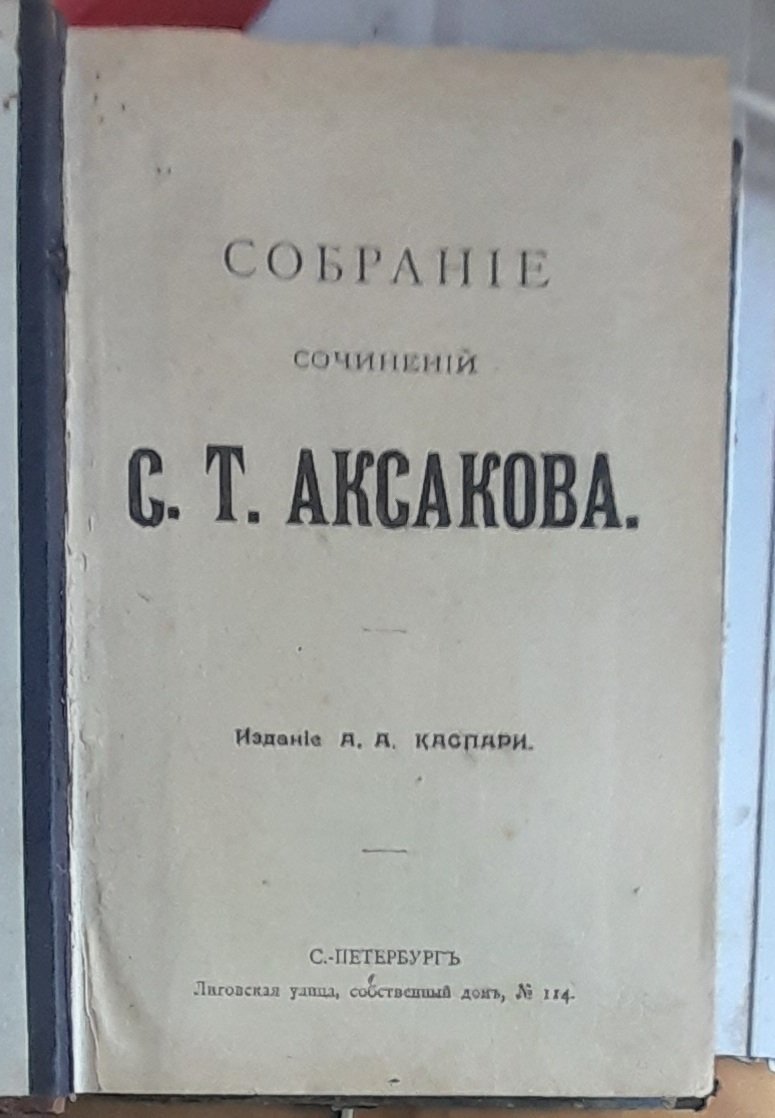 СОБРАНІЕ
СОЧИНЕНІЙ
С. Т. АКСАКОВА.
Изданіе А. А. КАСПАРИ.
С.-ПЕТЕРБУРГЪ
Лиговская улица, собственный домъ, № 114.